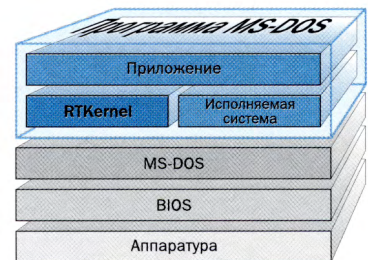 Программа MS-DOS
Приложение
RTKernel
Исполняемая
система
MS-DOS
BIOS
Аппаратура